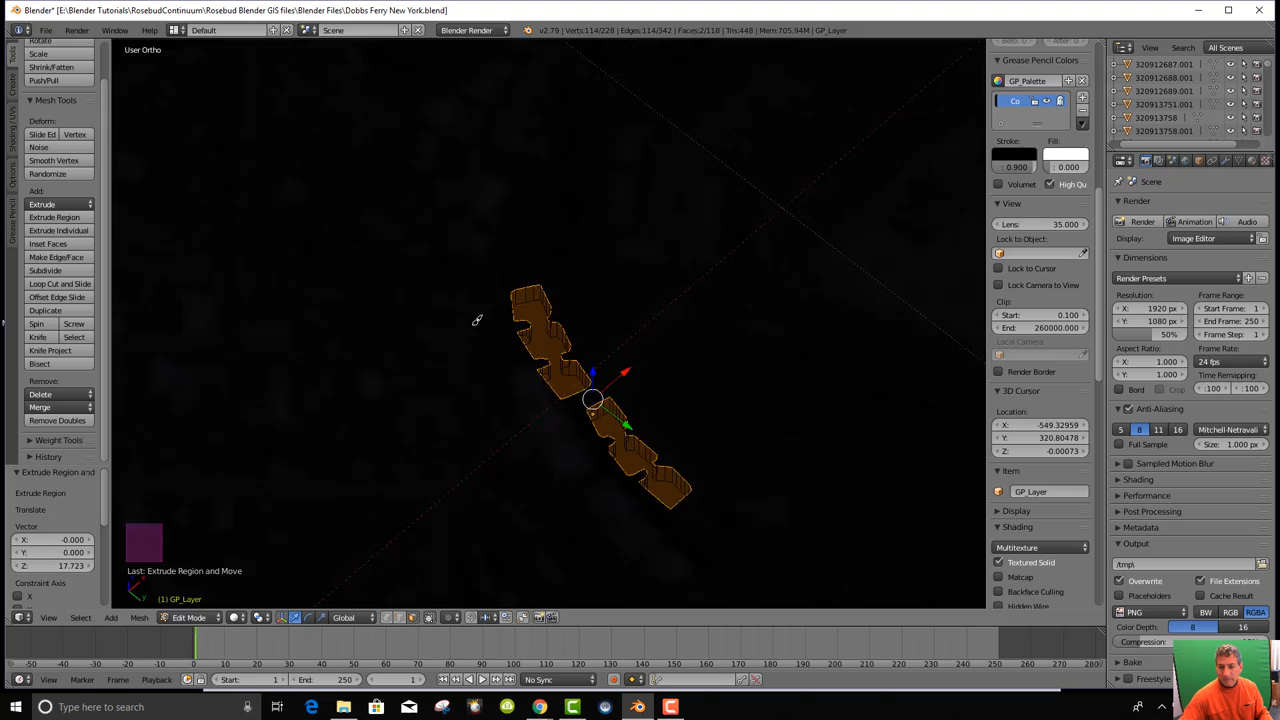 Blender* [E:\Blender Tutorials\RosebudContinuum\Rosebud Blender GIS files\Blender Files\Dobbs Ferry New York.blend]
File Render Window Help Default Scene Blender Render v2.79 | Verts:114/228 | Edges:114/342 | Faces:2/118 | Tris:448 | Mem:705.94M | GP_Layer
View Search All Scenes
User Ortho
Tools
Create
Shading / UVs
Options
Grease Pencil
Rotate
Scale
Shrink/Fatten
Push/Pull
Mesh Tools
Deform:
Slide Ed Vertex
Noise
Smooth Vertex
Randomize
Add:
Extrude
Extrude Region
Extrude Individual
Inset Faces
Make Edge/Face
Subdivide
Loop Cut and Slide
Offset Edge Slide
Duplicate
Spin Screw
Knife Select
Knife Project
Bisect
Remove:
Delete
Merge
Remove Doubles
Weight Tools
History
Extrude Region and
Extrude Region
Translate
Vector
X: -0.000
Y: 0.000
Z: 17.723
Constraint Axis
X
Last: Extrude Region and Move
(1) GP_Layer
Grease Pencil Colors
GP_Palette
Co
Stroke: Fill:
: 0.900 : 0.000
Volumet High Qu
View
Lens: 35.000
Lock to Object:
Lock to Cursor
Lock Camera to View
Clip:
Start: 0.100
End: 260000.000
Local Camera:
Render Border
3D Cursor
Location:
X: -549.32959
Y: 320.80478
Z: -0.00073
Item
GP_Layer
Display
Shading
Multitexture
Textured Solid
Matcap
Backface Culling
Hidden Wire
320912687.001
320912688.001
320912689.001
320913751.001
320913758
320913758.001
Scene
Render
Render Animation Audio
Display: Image Editor
Dimensions
Render Presets
Resolution: Frame Range:
X: 1920 px Start Frame: 1
Y: 1080 px End Frame: 250
50% Frame Step: 1
Aspect Ratio: Frame Rate:
X: 1.000 24 fps
Y: 1.000 Time Remapping:
Bord Crop :100 :100
Anti-Aliasing
5 8 11 16 Mitchell-Netravali
Full Sample Size: 1.000 px
Sampled Motion Blur
Shading
Performance
Post Processing
Metadata
Output
/tmp\
Overwrite File Extensions
Placeholders Cache Result
PNG BW RGB RGBA
Color Depth: 8 16
Compression:
Bake
Freestyle
View Select Add Mesh Edit Mode Global
-50 -40 -30 -20 -10 0 10 20 30 40 50 60 70 80 90 100 110 120 130 140 150 160 170 180 190 200 210 220 230 240 250 260 270 280
View Marker Frame Playback Start: 1 End: 250 1 No Sync
Type here to search